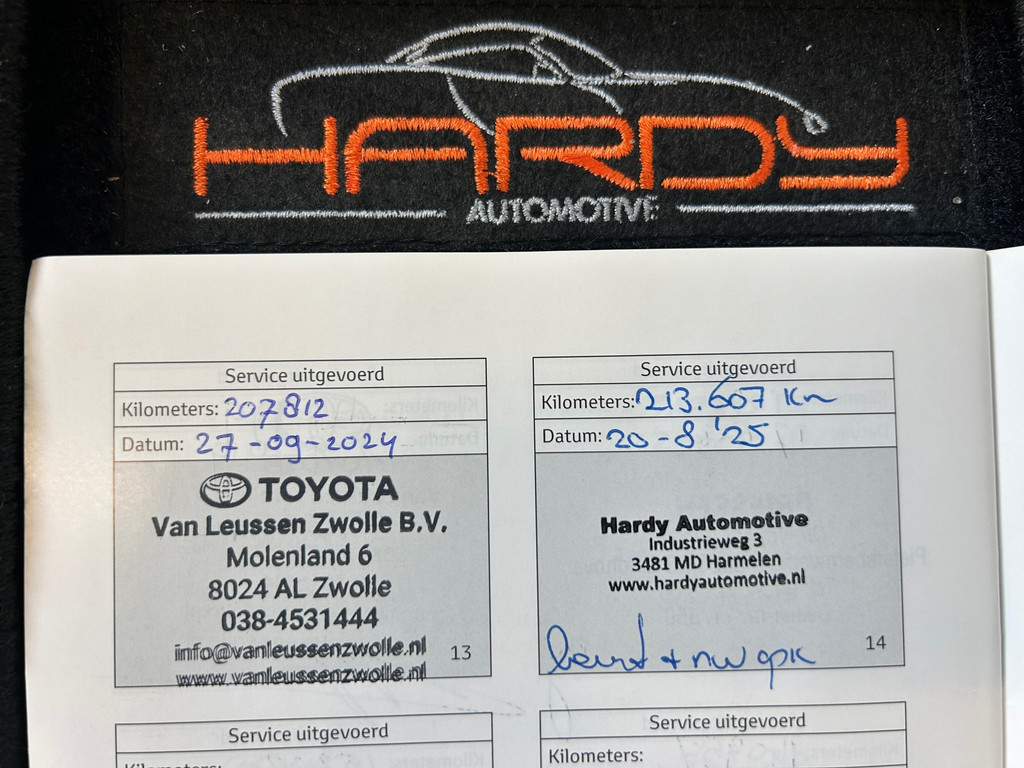 HARDY
AUTOMOTIVE
Service uitgevoerd
Kilometers: 207812
Datum: 27-09-2024
TOYOTA
Van Leussen Zwolle B.V.
Molenland 6
8024 AL Zwolle
038-4531444
info@vanleussenzwolle.nl
www.vanleussenzwolle.nl
13
Service uitgevoerd
Kilometers: 213.607 Km
Datum: 20-8'25
Hardy Automotive
Industrieweg 3
3481 MD Harmelen
www.hardyautomotive.nl
beurt + nw apk
14
Service uitgevoerd
Kilometers:
Service uitgevoerd
Kilometers: